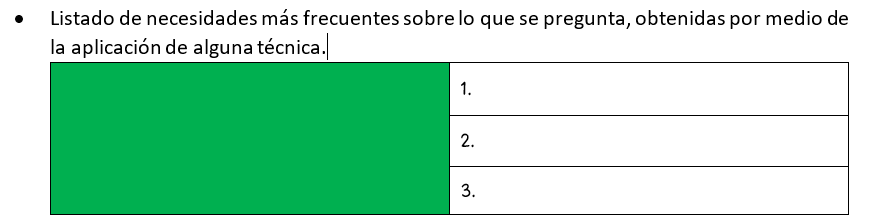 • Listado de necesidades más frecuentes sobre lo que se pregunta, obtenidas por medio de
la aplicación de alguna técnica.
1.
2.
3.